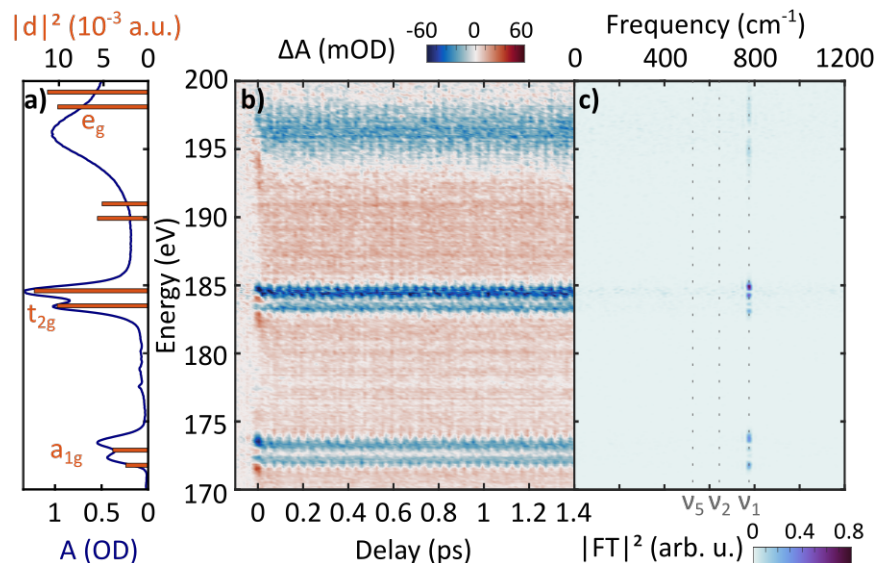 |d|² (10⁻³ a.u.)
10 5 0
ΔA (mOD)
-60 0 60
Frequency (cm⁻¹)
0 400 800 1200
a)
b)
c)
e_g
t_2g
a_1g
Energy (eV)
200
195
190
185
180
175
170
1 0.5 0
A (OD)
0 0.2 0.4 0.6 0.8 1 1.2 1.4
Delay (ps)
ν₅ ν₂ ν₁
|FT|² (arb. u.)
0 0.4 0.8